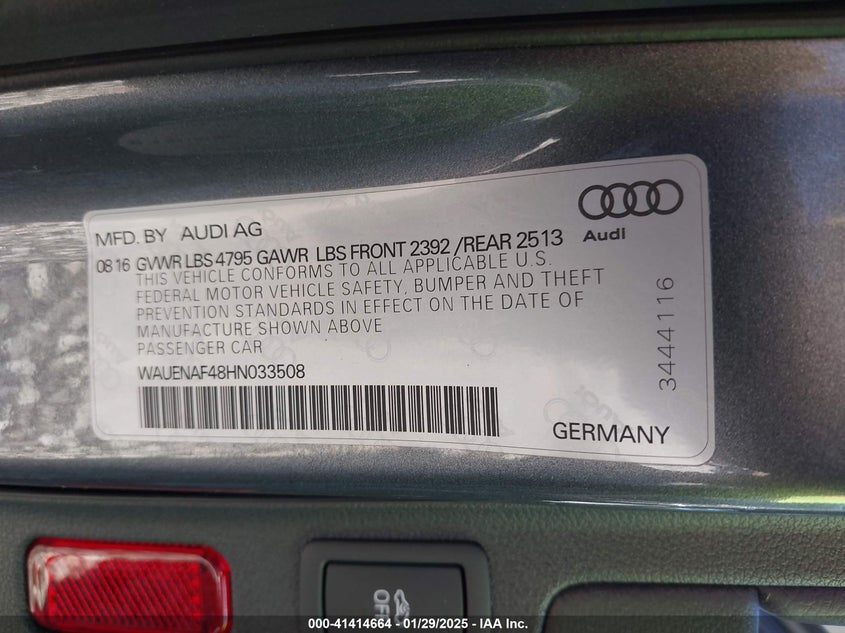 MFD. BY AUDI AG
Audi
08 16 GVWR LBS 4795 GAWR LBS FRONT 2392 /REAR 2513
THIS VEHICLE CONFORMS TO ALL APPLICABLE U.S.
FEDERAL MOTOR VEHICLE SAFETY, BUMPER AND THEFT
PREVENTION STANDARDS IN EFFECT ON THE DATE OF
MANUFACTURE SHOWN ABOVE
PASSENGER CAR
WAUENAF48HN033508
3444116
GERMANY
OFF
000-41414664 - 01/29/2025 - IAA Inc.